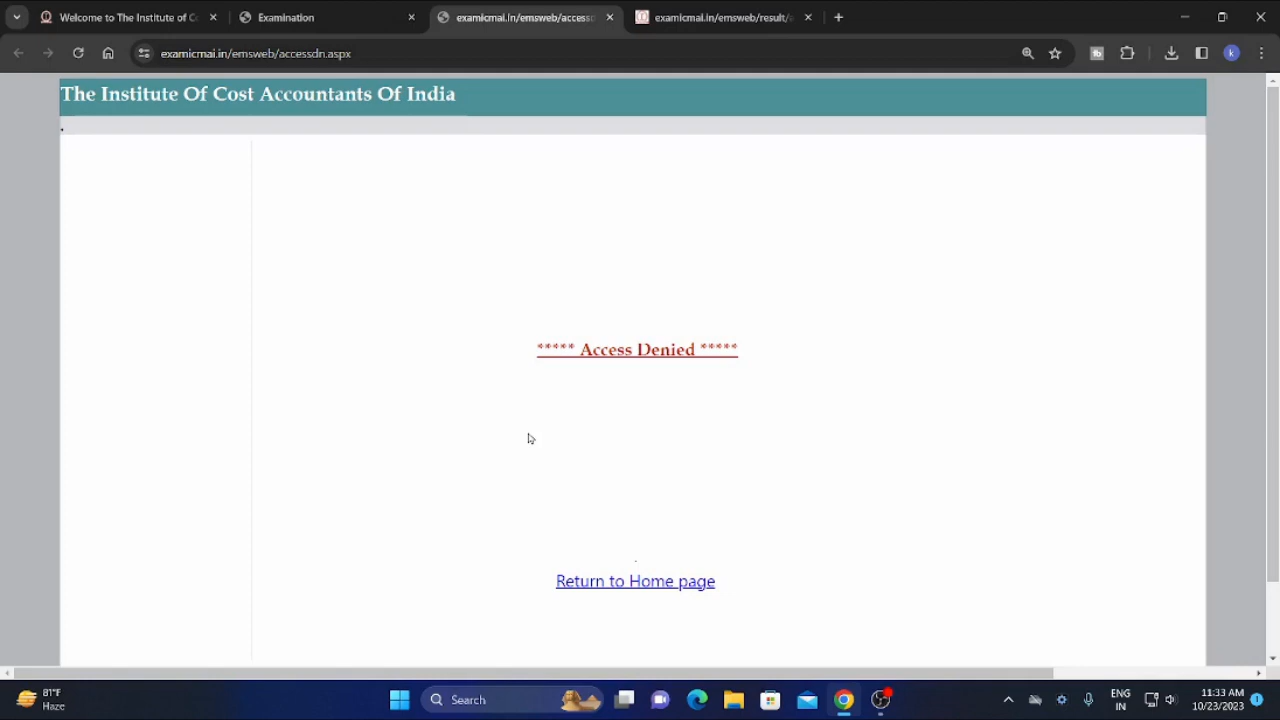 Welcome to The Institute of Co
Examination
examicmai.in/emsweb/access
examicmai.in/emsweb/result/
examicmai.in/emsweb/accessdn.aspx
The Institute Of Cost Accountants Of India
***** Access Denied *****
Return to Home page
81°F
Haze
Search
ENG
IN
11:33 AM
10/23/2023